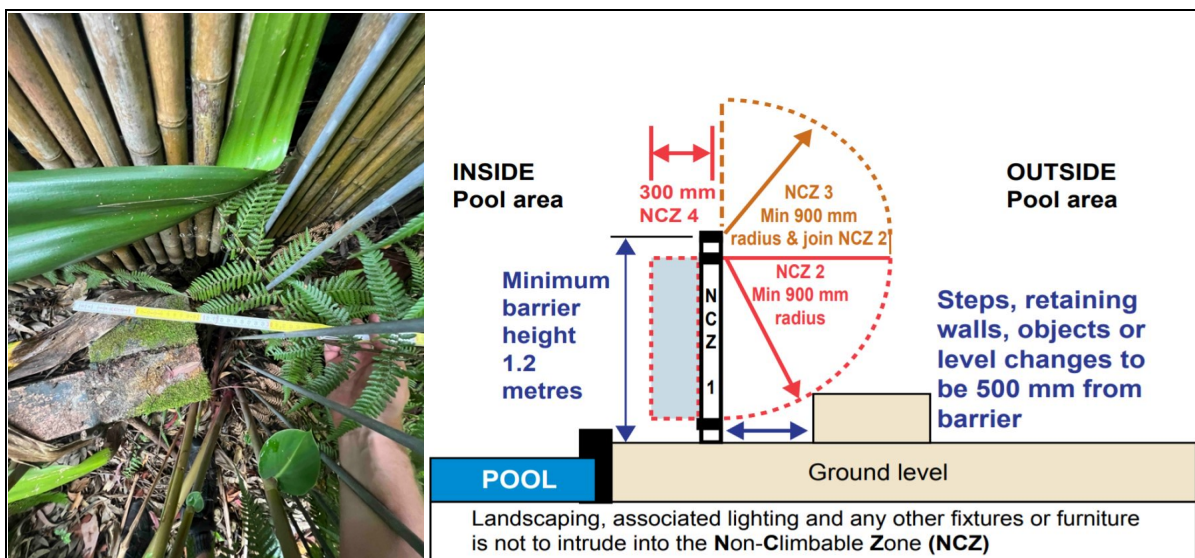 INSIDE
Pool area
300 mm
NCZ 4
NCZ 3
Min 900 mm
radius & join NCZ 2
OUTSIDE
Pool area
Minimum
barrier
height
1.2
metres
NCZ 1
NCZ 2
Min 900 mm
radius
Steps, retaining
walls, objects or
level changes to
be 500 mm from
barrier
POOL
Ground level
Landscaping, associated lighting and any other fixtures or furniture
is not to intrude into the Non-Climbable Zone (NCZ)